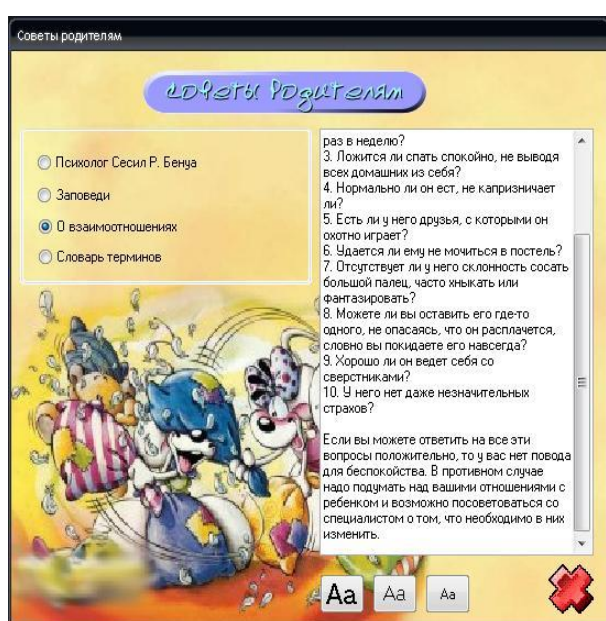 Советы родителям
Советы Родителям
Психолог Сесил Р. Бенуа
Заповеди
О взаимоотношениях
Словарь терминов
раз в неделю?
3. Ложится ли спать спокойно, не выводя
всех домашних из себя?
4. Нормально ли он ест, не капризничает
ли?
5. Есть ли у него друзья, с которыми он
охотно играет?
6. Удается ли ему не мочиться в постель?
7. Отсутствует ли у него склонность сосать
большой палец, часто хныкать или
фантазировать?
8. Можете ли вы оставить его где-то
одного, не опасаясь, что он расплачется,
словно вы покидаете его навсегда?
9. Хорошо ли он ведет себя со
сверстниками?
10. У него нет даже незначительных
страхов?
Если вы можете ответить на все эти
вопросы положительно, то у вас нет повода
для беспокойства. В противном случае
надо подумать над вашими отношениями с
ребенком и возможно посоветоваться со
специалистом о том, что необходимо в них
изменить.
Aa Aa Aa